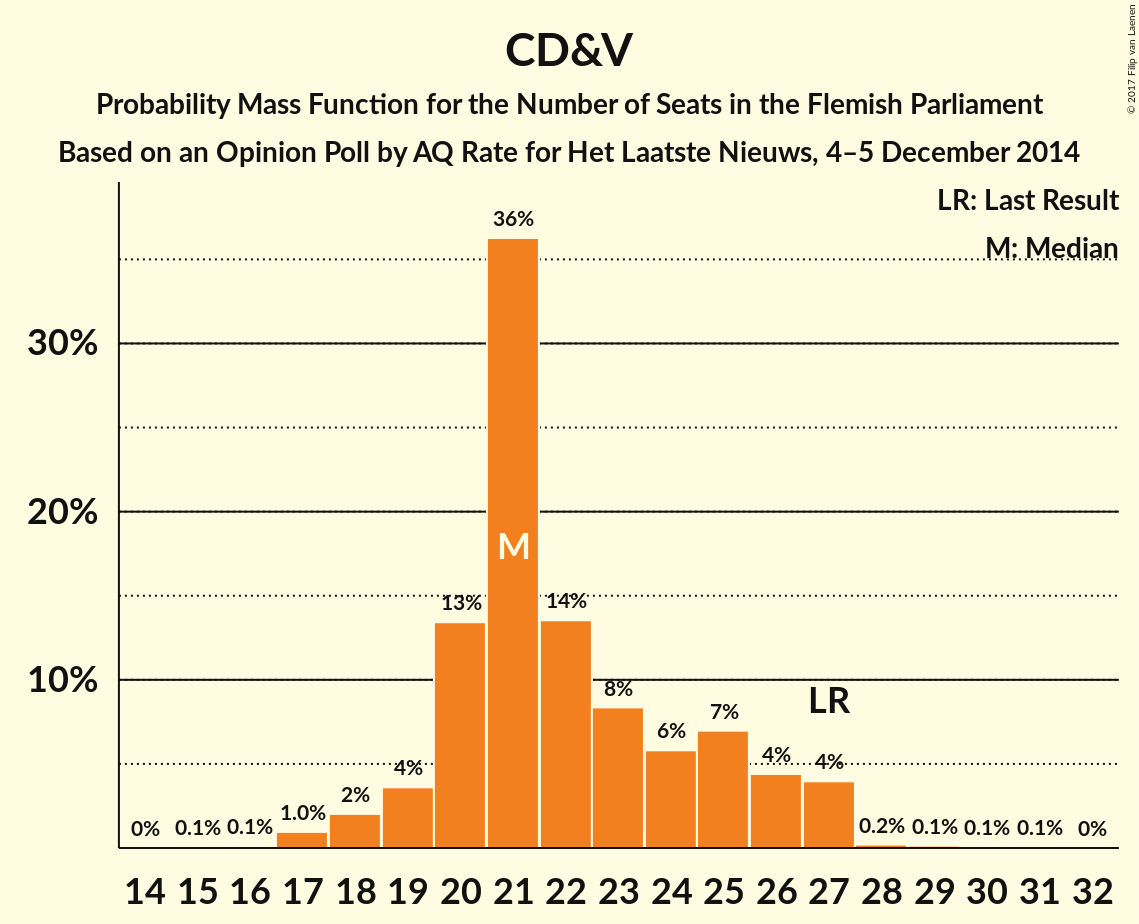 CD&V
Probability Mass Function for the Number of Seats in the Flemish Parliament
Based on an Opinion Poll by AQ Rate for Het Laatste Nieuws, 4–5 December 2014
© 2017 Filip van Laenen
LR: Last Result
M: Median
30%
20%
10%
0% 0.1% 0.1% 1.0% 2% 4% 13% 36% 14% 8% 6% 7% 4% 4% 0.2% 0.1% 0.1% 0.1% 0%
M
LR
14 15 16 17 18 19 20 21 22 23 24 25 26 27 28 29 30 31 32